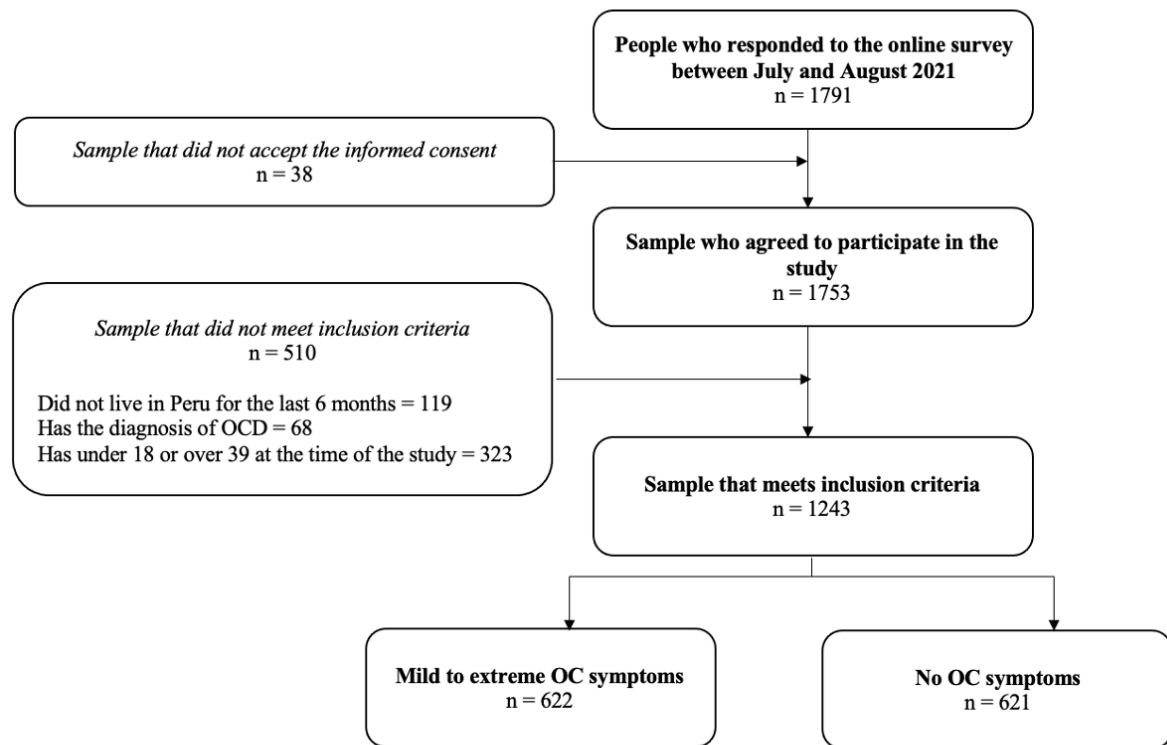 People who responded to the online survey
between July and August 2021
n = 1791
Sample that did not accept the informed consent
n = 38
Sample who agreed to participate in the
study
n = 1753
Sample that did not meet inclusion criteria
n = 510
Did not live in Peru for the last 6 months = 119
Has the diagnosis of OCD = 68
Has under 18 or over 39 at the time of the study = 323
Sample that meets inclusion criteria
n = 1243
Mild to extreme OC symptoms
n = 622
No OC symptoms
n = 621